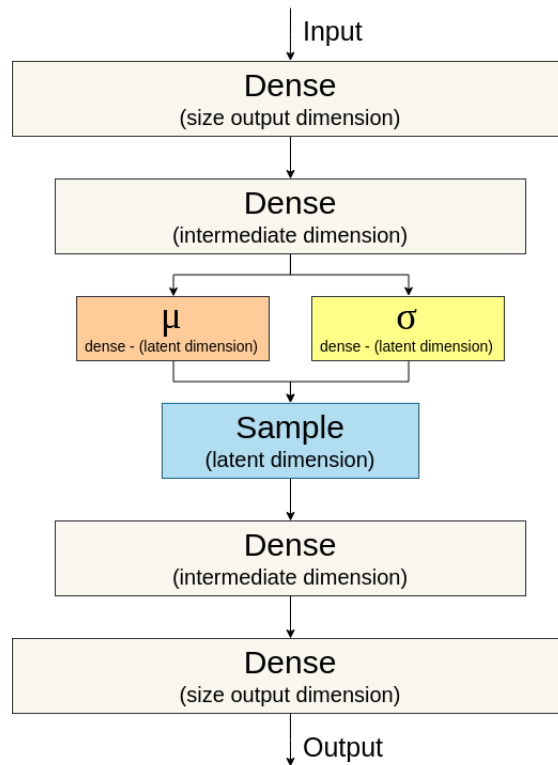 Input
Dense
(size output dimension)
Dense
(intermediate dimension)
μ
dense - (latent dimension)
σ
dense - (latent dimension)
Sample
(latent dimension)
Dense
(intermediate dimension)
Dense
(size output dimension)
Output